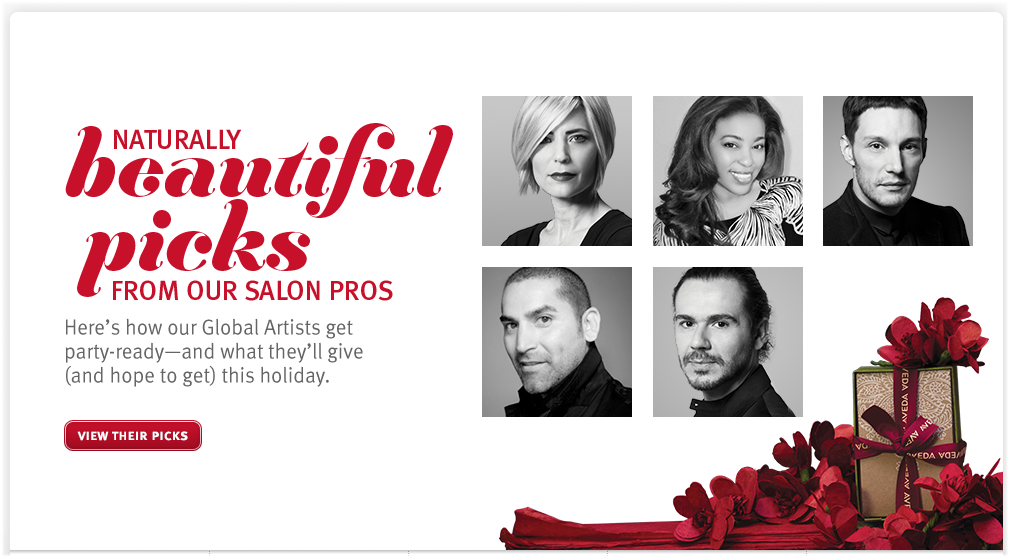 NATURALLY
beautiful
picks
FROM OUR SALON PROS
Here's how our Global Artists get
party-ready—and what they'll give
(and hope to get) this holiday.
VIEW THEIR PICKS
AVEDA
AVEDA